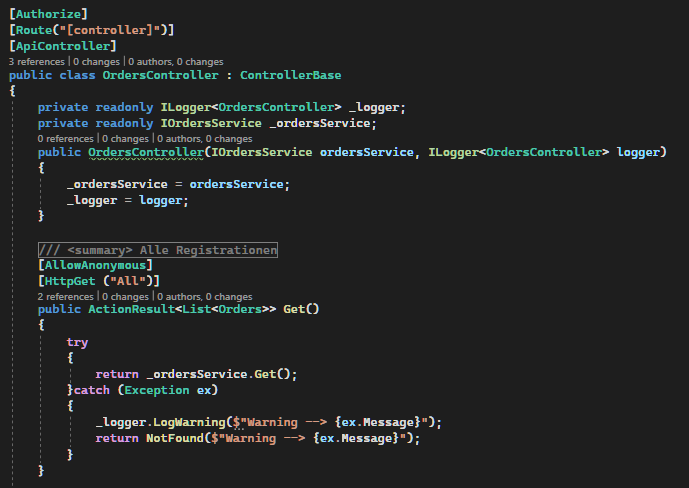 [Authorize]
[Route("[controller]")]
[ApiController]
3 references | 0 changes | 0 authors, 0 changes
public class OrdersController : ControllerBase
{
private readonly ILogger<OrdersController> _logger;
private readonly IOrdersService _ordersService;
0 references | 0 changes | 0 authors, 0 changes
public OrdersController(IOrdersService ordersService, ILogger<OrdersController> logger)
{
_ordersService = ordersService;
_logger = logger;
}
/// <summary> Alle Registrationen
[AllowAnonymous]
[HttpGet ("All")]
2 references | 0 changes | 0 authors, 0 changes
public ActionResult<List<Orders>> Get()
{
try
{
return _ordersService.Get();
}catch (Exception ex)
{
_logger.LogWarning($"Warning --> {ex.Message}");
return NotFound($"Warning --> {ex.Message}");
}
}